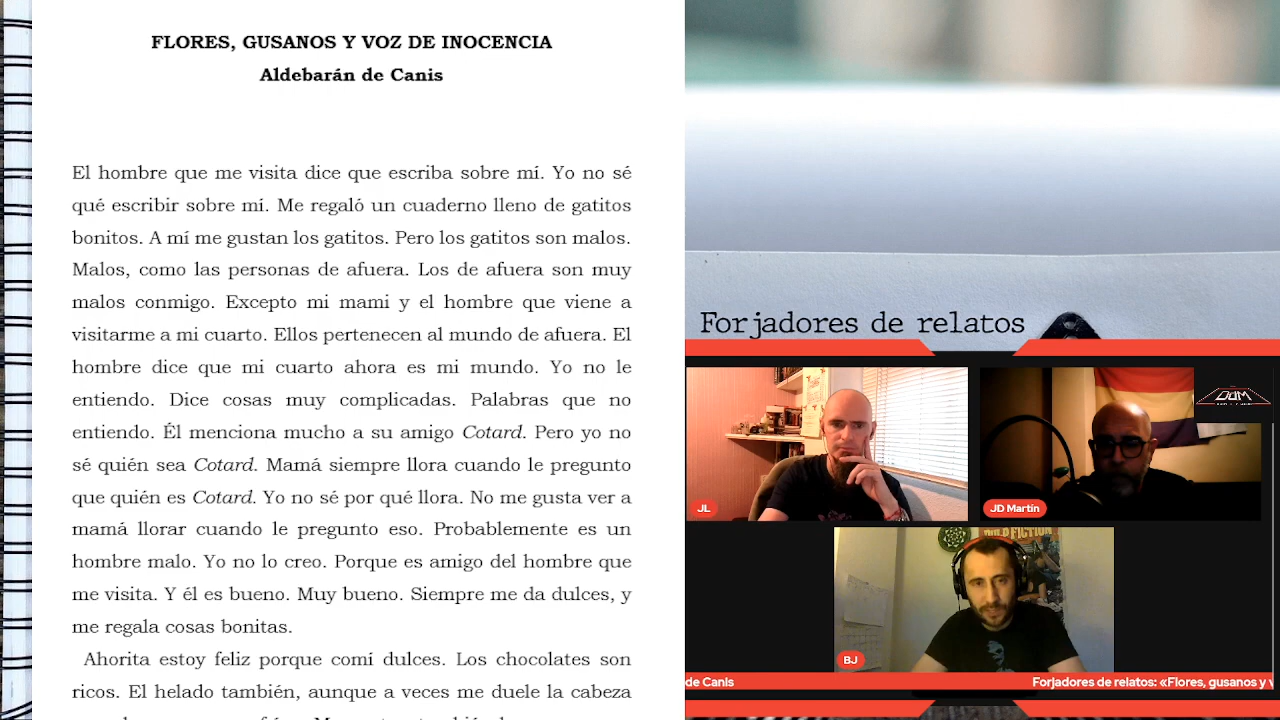 FLORES, GUSANOS Y VOZ DE INOCENCIA
Aldebarán de Canis
El hombre que me visita dice que escriba sobre mí. Yo no sé
qué escribir sobre mí. Me regaló un cuaderno lleno de gatitos
bonitos. A mí me gustan los gatitos. Pero los gatitos son malos.
Malos, como las personas de afuera. Los de afuera son muy
malos conmigo. Excepto mi mami y el hombre que viene a
visitarme a mi cuarto. Ellos pertenecen al mundo de afuera. El
hombre dice que mi cuarto ahora es mi mundo. Yo no le
entiendo. Dice cosas muy complicadas. Palabras que no
entiendo. Él menciona mucho a su amigo Cotard. Pero yo n
sé quién sea Cotard. Mamá siempre llora cuando le pregunto
que quién es Cotard. Yo no sé por qué llora. No me gusta ver a
mamá llorar cuando le pregunto eso. Probablemente es un
hombre malo. Yo no lo creo. Porque es amigo del hombre que
me visita. Y él es bueno. Muy bueno. Siempre me da dulces, y
me regala cosas bonitas.
Ahorita estoy feliz porque comí dulces. Los chocolates son
ricos. El helado también, aunque a veces me duele la cabeza
Forjadores de relatos
JL
JD Martín
BJ
de Canis
Forjadores de relatos: «Flores, gusanos y v